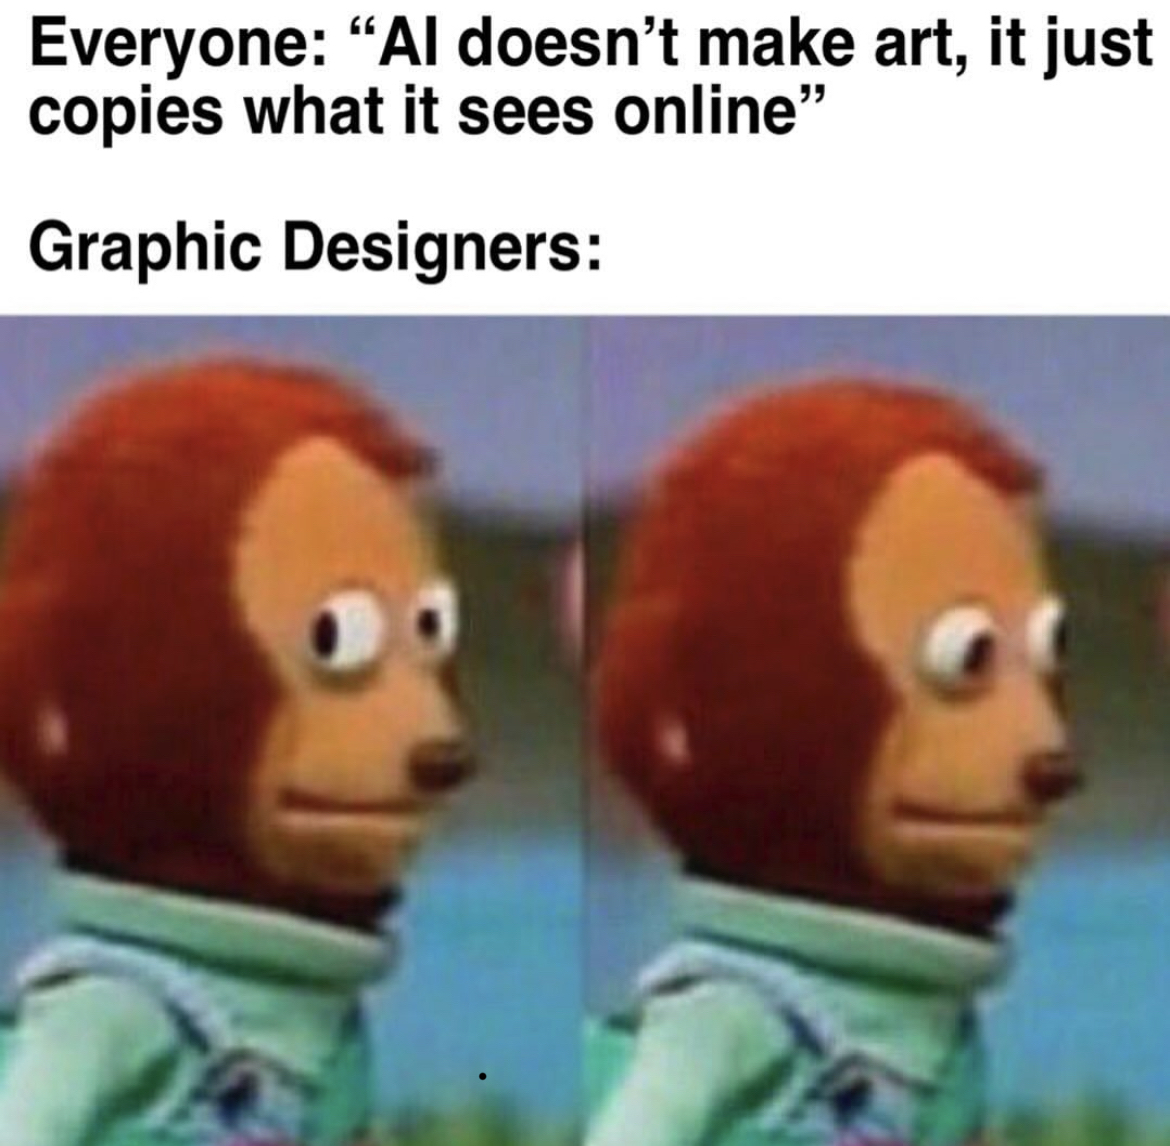 Everyone: “AI doesn’t make art, it just
copies what it sees online”
Graphic Designers: